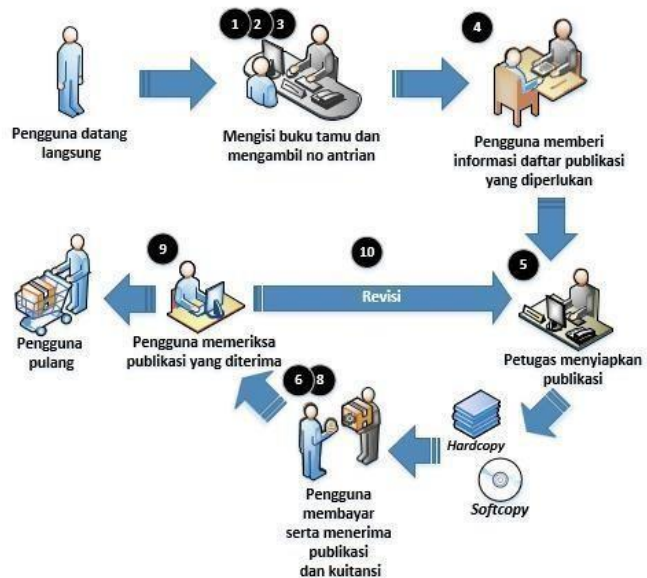 1 2 3
4
Pengguna datang
langsung
Mengisi buku tamu dan
mengambil no antrian
Pengguna memberi
informasi daftar publikasi
yang diperlukan
9
10
5
Revisi
Pengguna
pulang
Pengguna memeriksa
publikasi yang diterima
Petugas menyiapkan
publikasi
6 8
Hardcopy
Softcopy
Pengguna
membayar
serta menerima
publikasi
dan kuitansi